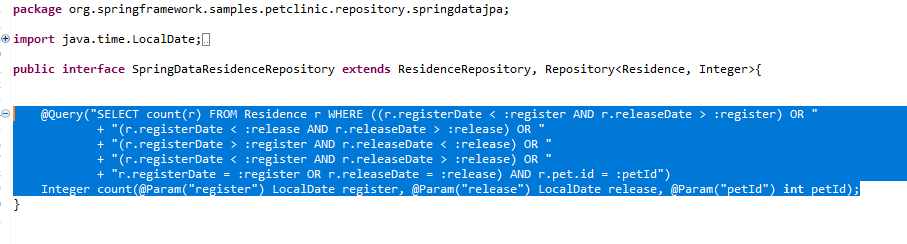 package org.springframework.samples.petclinic.repository.springdatajpa;
import java.time.LocalDate;
public interface SpringDataResidenceRepository extends ResidenceRepository, Repository<Residence, Integer>{
@Query("SELECT count(r) FROM Residence r WHERE ((r.registerDate < :register AND r.releaseDate > :register) OR "
+ "(r.registerDate < :release AND r.releaseDate > :release) OR "
+ "(r.registerDate > :register AND r.releaseDate < :release) OR "
+ "(r.registerDate < :register AND r.releaseDate > :release) OR "
+ "r.registerDate = :register OR r.releaseDate = :release) AND r.pet.id = :petId")
Integer count(@Param("register") LocalDate register, @Param("release") LocalDate release, @Param("petId") int petId);
}